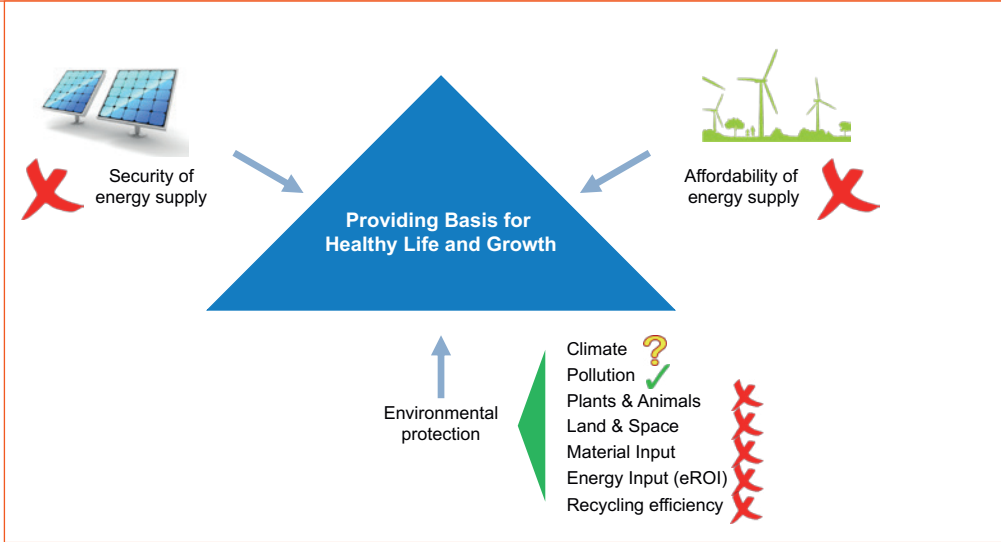 Security of
energy supply
Affordability of
energy supply
Providing Basis for
Healthy Life and Growth
Environmental
protection
Climate
Pollution
Plants & Animals
Land & Space
Material Input
Energy Input (eROI)
Recycling efficiency